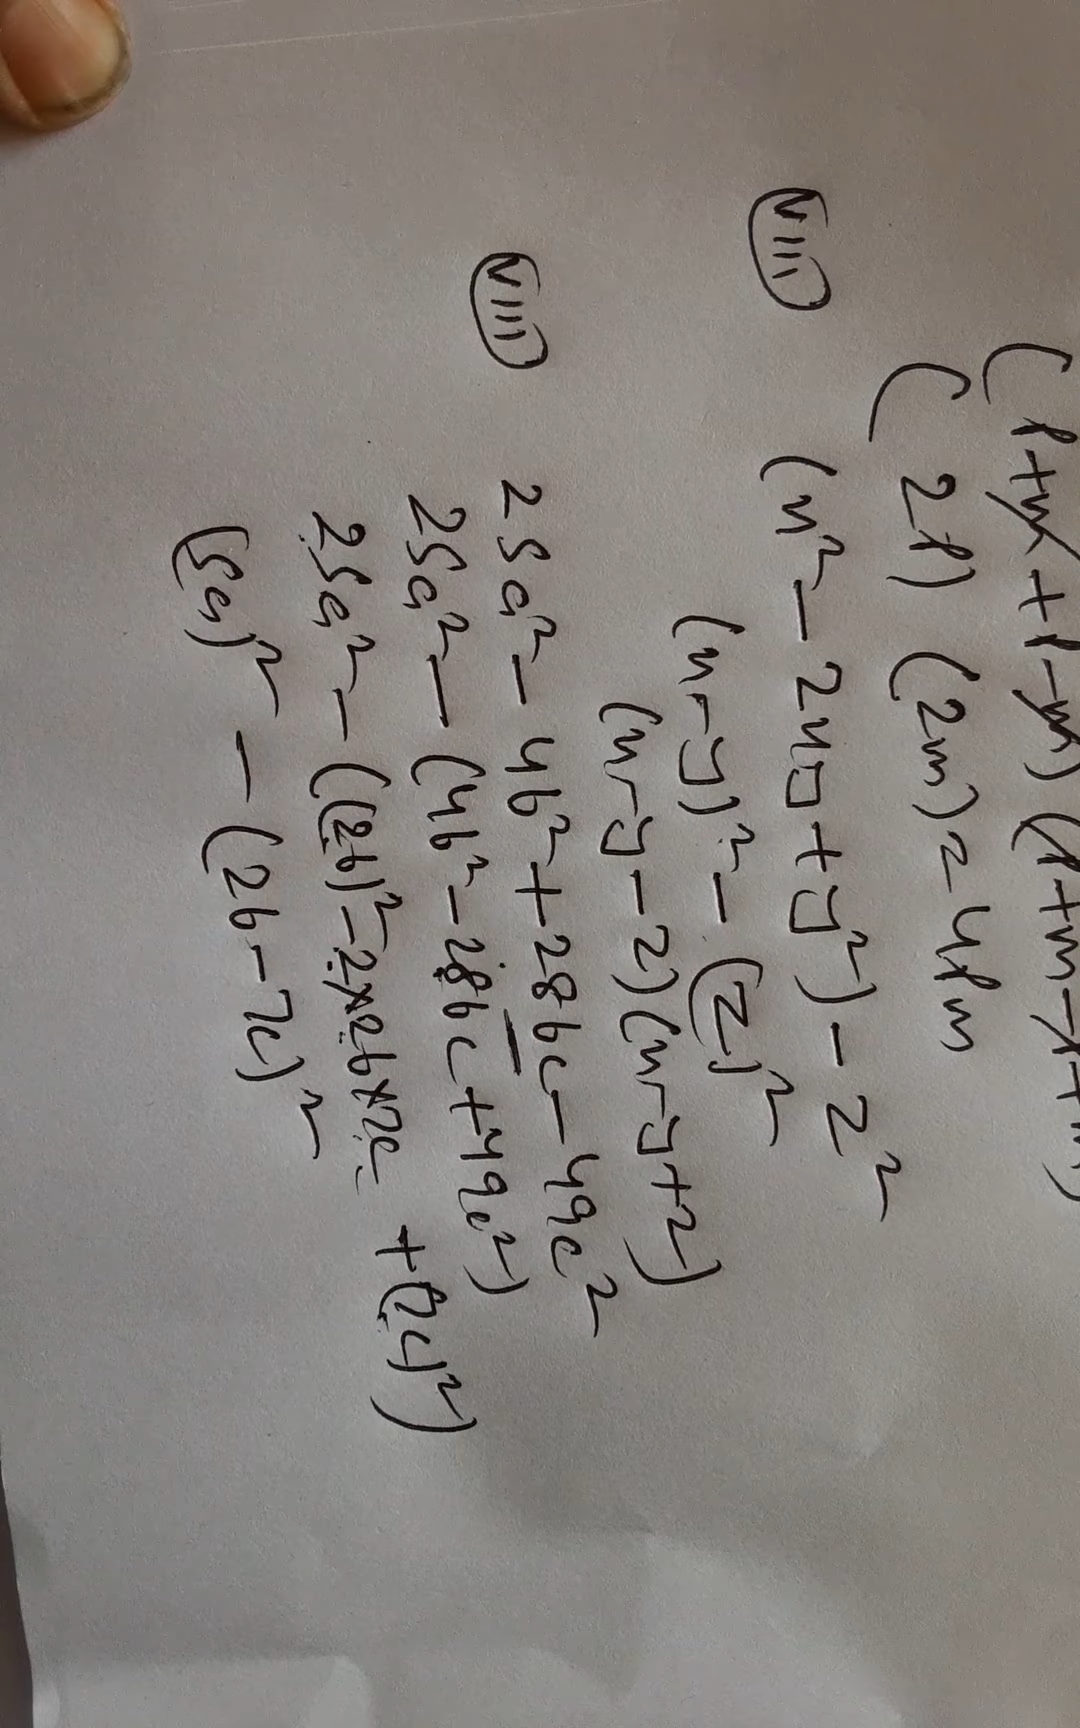 (l+m+l-m)(l+m-l+m)
(2l)(2m)=4lm
(vii) (x²-2xy+y²)-z²
(x-y)²-(z)²
(x-y-z)(x-y+z)
(viii) 25a²-4b²+28bc-49c²
25a²-(4b²-28bc+49c²)
25a²-((2b)²-2×2b×7c+(7c)²)
(5a)²-(2b-7c)²